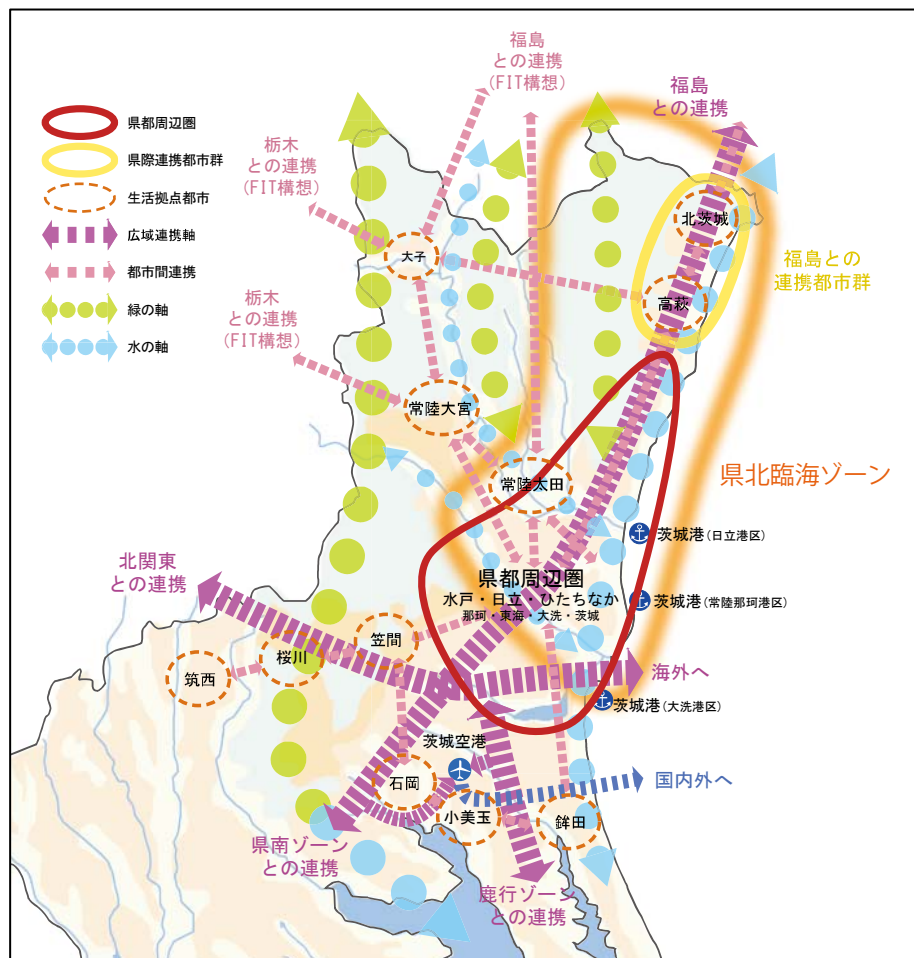 福島
との連携
(FIT構想)
福島
との連携
県都周辺圏
県際連携都市群
生活拠点都市
広域連携軸
都市間連携
緑の軸
水の軸
栃木
との連携
(FIT構想)
北茨城
大子
福島との
連携都市群
高萩
栃木
との連携
(FIT構想)
常陸大宮
県北臨海ゾーン
常陸太田
茨城港(日立港区)
北関東
との連携
県都周辺圏
水戸・日立・ひたちなか
那珂・東海・大洗・茨城
茨城港(常陸那珂港区)
笠間
桜川
筑西
海外へ
茨城港(大洗港区)
茨城空港
石岡
国内外へ
小美玉
鉾田
県南ゾーン
との連携
鹿行ゾーン
との連携